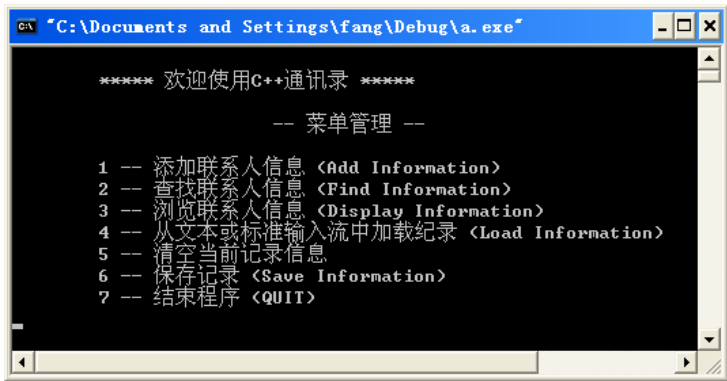 "C:\Documents and Settings\fang\Debug\a.exe"
***** 欢迎使用C++通讯录 *****
-- 菜单管理 --
1 -- 添加联系人信息 (Add Information)
2 -- 查找联系人信息 (Find Information)
3 -- 浏览联系人信息 (Display Information)
4 -- 从文本或标准输入流中加载纪录 (Load Information)
5 -- 清空当前记录信息
6 -- 保存记录 (Save Information)
7 -- 结束程序 (QUIT)